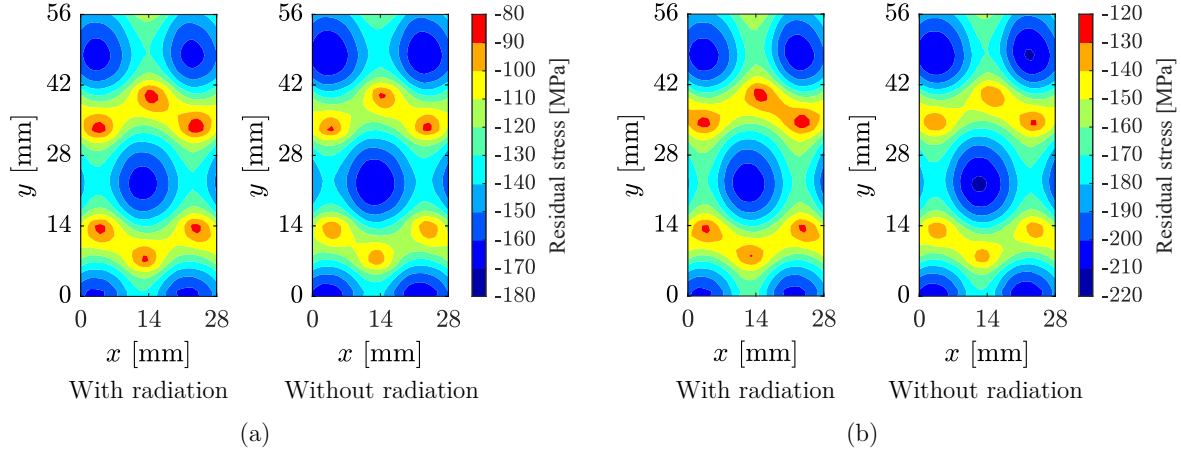 56
42
28
14
0
y [mm]
0 14 28
x [mm]
With radiation
56
42
28
14
0
y [mm]
0 14 28
x [mm]
Without radiation
-80
-90
-100
-110
-120
-130
-140
-150
-160
-170
-180
Residual stress [MPa]
(a)
56
42
28
14
0
y [mm]
0 14 28
x [mm]
With radiation
56
42
28
14
0
y [mm]
0 14 28
x [mm]
Without radiation
-120
-130
-140
-150
-160
-170
-180
-190
-200
-210
-220
Residual stress [MPa]
(b)